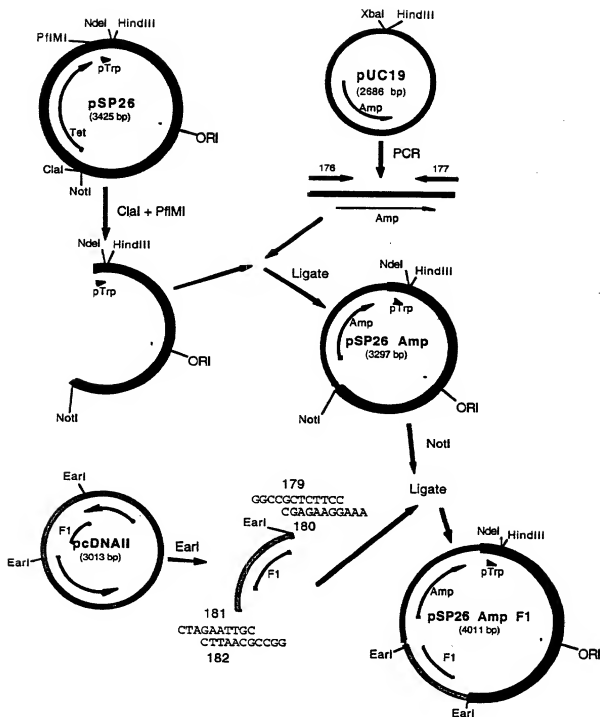 NdeI HindIII
PflMI
pTrp
pSP26
(3425 bp)
Tet
ORI
ClaI
NotI
XbaI HindIII
pUC19
(2686 bp)
Amp
PCR
176 177
Amp
ClaI + PflMI
NdeI HindIII
pTrp
ORI
NotI
Ligate
NdeI HindIII
pTrp
Amp
pSP26 Amp
(3297 bp)
NotI
ORI
NotI
Ligate
EarI
F1
pcDNAII
(3013 bp)
EarI
EarI
179
GGCCGCTCTTCC
CGAGAAGGAAA
EarI 180
F1
181
CTAGAATTGC
CTTAACGCCGG
182
NdeI HindIII
pTrp
Amp
pSP26 Amp F1
(4011 bp)
EarI
F1
EarI
ORI